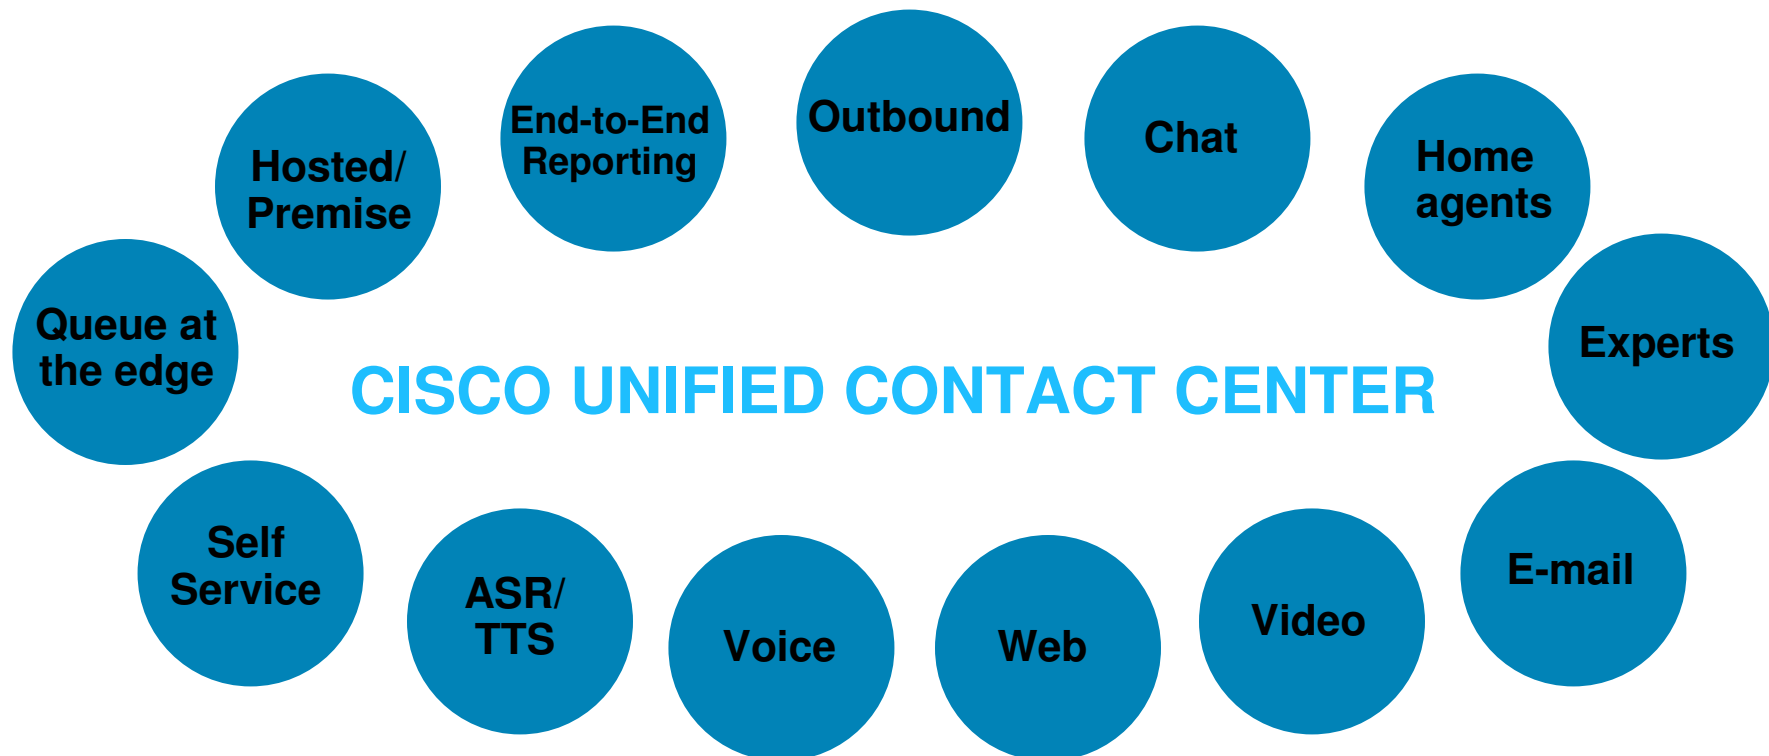 Outbound
End-to-End
Reporting
Chat
Hosted/
Premise
Home
agents
Queue at
the edge
Experts
CISCO UNIFIED CONTACT CENTER
Self
Service
ASR/
TTS
Voice
Web
Video
E-mail